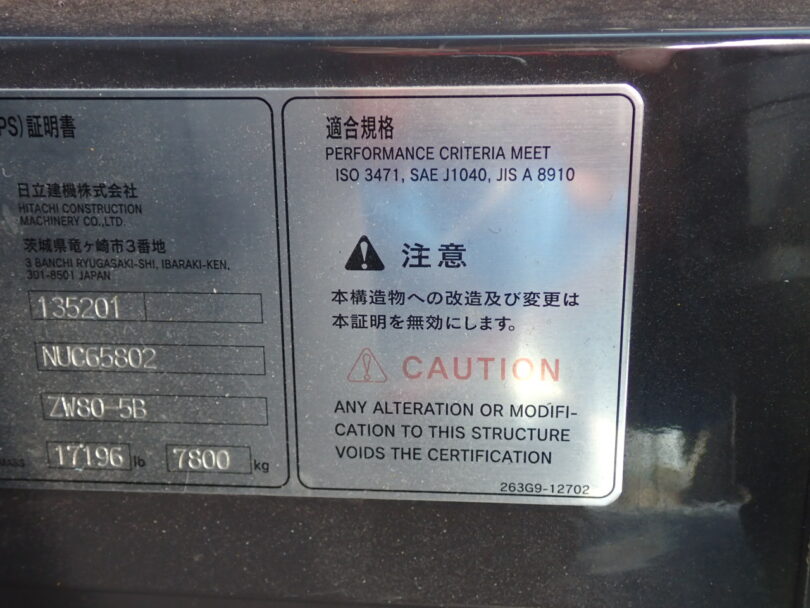 PS)証明書
日立建機株式会社
HITACHI CONSTRUCTION
MACHINERY CO.,LTD.
茨城県竜ヶ崎市3番地
3 BANCHI RYUGASAKI-SHI, IBARAKI-KEN,
301-8501 JAPAN
135201
NUC65802
ZW80-5B
MASS 17196 lb 7800 kg
適合規格
PERFORMANCE CRITERIA MEET
ISO 3471, SAE J1040, JIS A 8910
注意
本構造物への改造及び変更は
本証明を無効にします。
CAUTION
ANY ALTERATION OR MODIFI-
CATION TO THIS STRUCTURE
VOIDS THE CERTIFICATION
263G9-12702